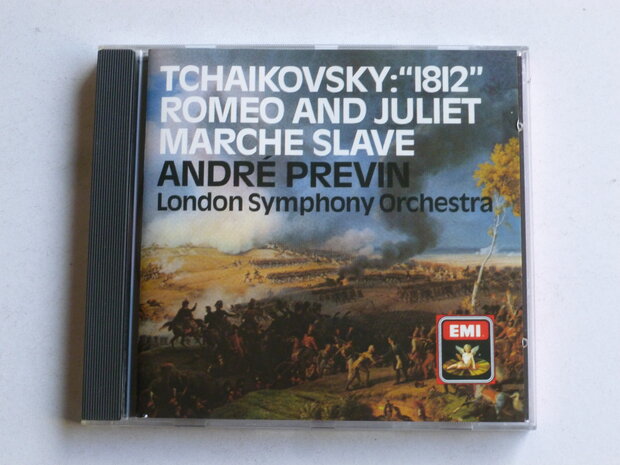 TCHAIKOVSKY: "1812"
ROMEO AND JULIET
MARCHE SLAVE
ANDRÉ PREVIN
London Symphony Orchestra
EMI